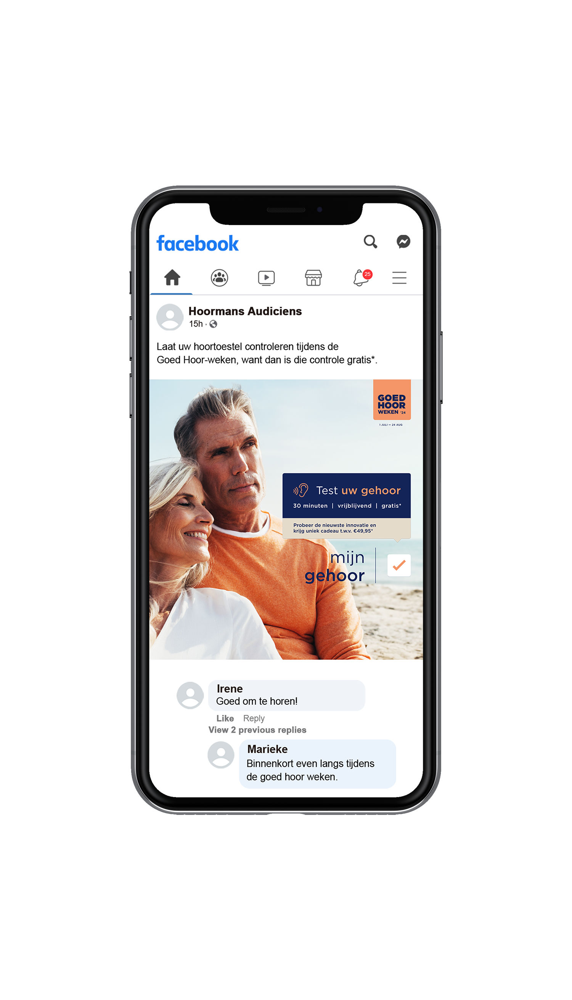 facebook
25
Hoormans Audiciens
15h ·
Laat uw hoortoestel controleren tijdens de
Goed Hoor-weken, want dan is die controle gratis*.
GOED
HOOR
WEKEN '24
1 JULI — 24 AUG
Test uw gehoor
30 minuten | vrijblijvend | gratis*
Probeer de nieuwste innovatie en
krijg uniek cadeau t.w.v. €49,95*
mijn
gehoor
Irene
Goed om te horen!
Like Reply
View 2 previous replies
Marieke
Binnenkort even langs tijdens
de goed hoor weken.